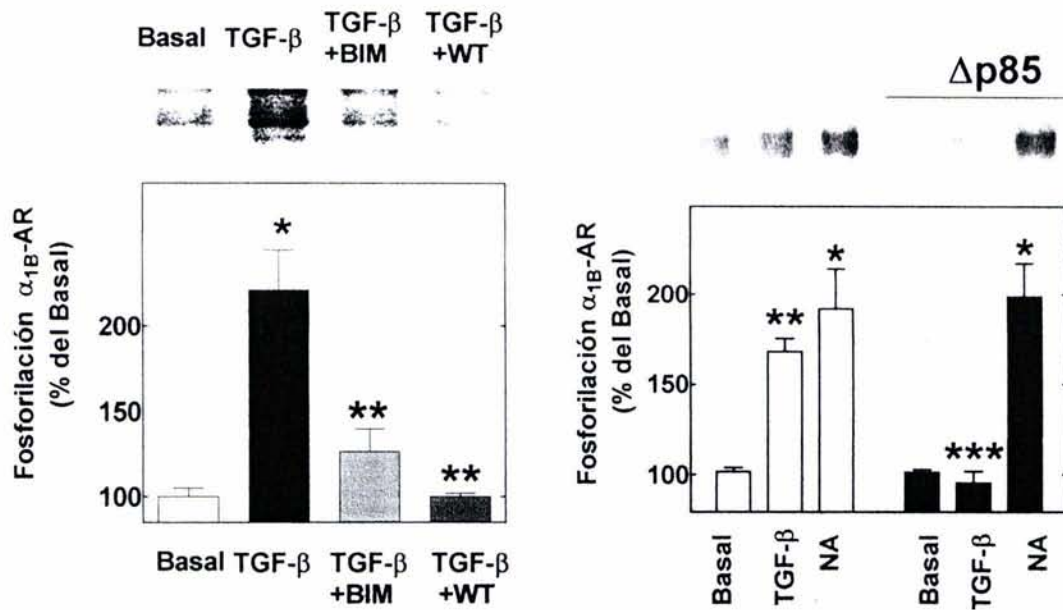 Basal TGF-β TGF-β +BIM TGF-β +WT
Fosforilación α1B-AR
(% del Basal)
200
150
100
*
**
**
Basal TGF-β TGF-β +BIM TGF-β +WT
Δp85
Fosforilación α1B-AR
(% del Basal)
200
150
100
**
*
***
*
Basal
TGF-β
NA
Basal
TGF-β
NA